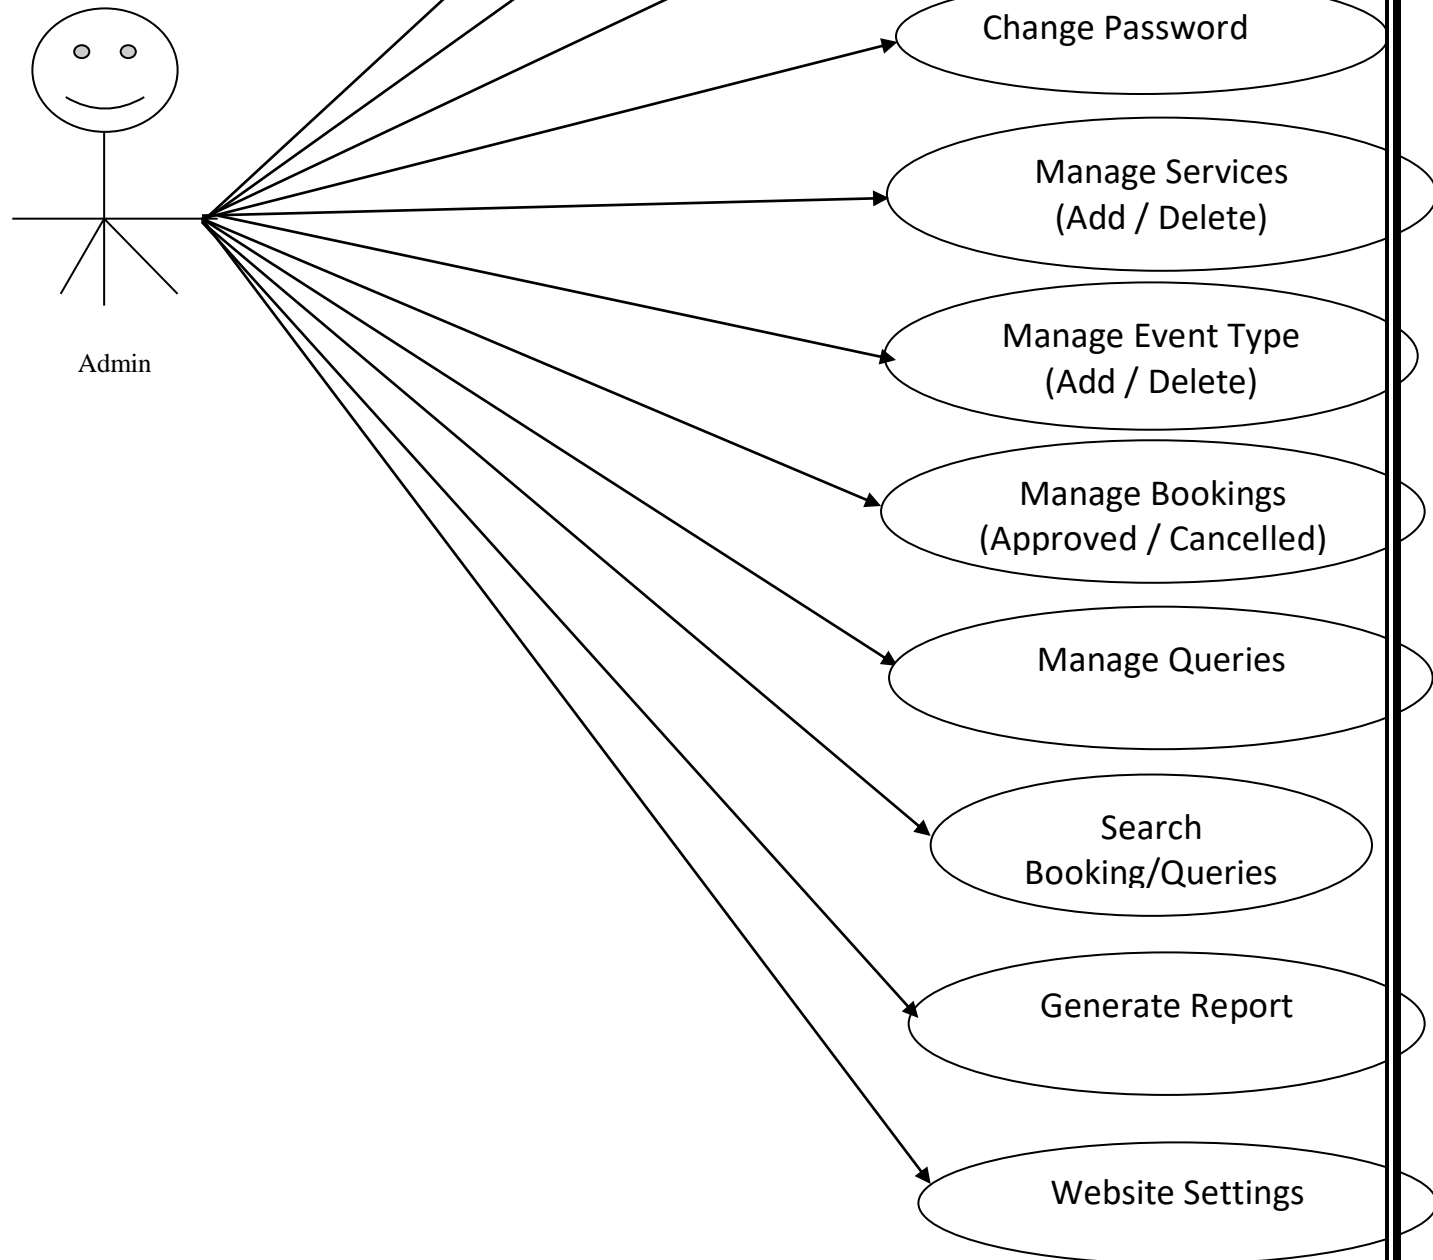 Change Password
Manage Services
(Add / Delete)
Admin
Manage Event Type
(Add / Delete)
Manage Bookings
(Approved / Cancelled)
Manage Queries
Search
Booking/Queries
Generate Report
Website Settings